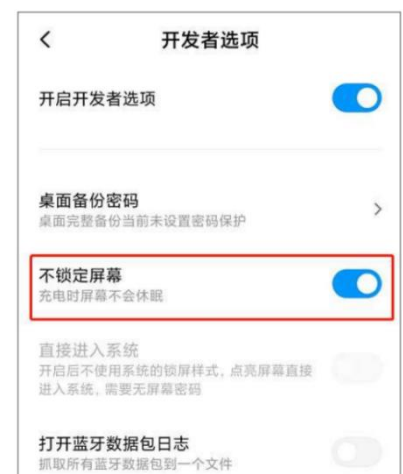 开发者选项
开启开发者选项
桌面备份密码
桌面完整备份当前未设置密码保护
不锁定屏幕
充电时屏幕不会休眠
直接进入系统
开启后不使用系统的锁屏样式，点亮屏幕直接
进入系统，需要无屏幕密码
打开蓝牙数据包日志
抓取所有蓝牙数据包到一个文件